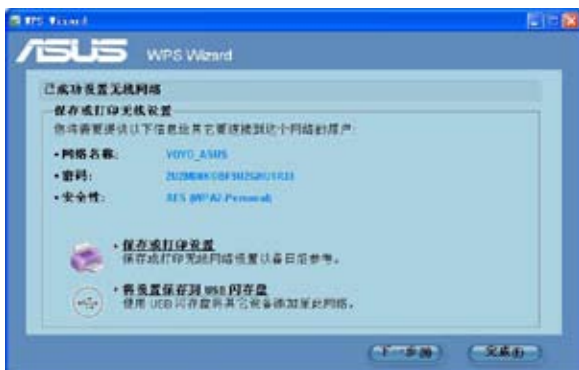 WPS Wizard
ASUS WPS Wizard
已成功设置无线网络
保存或打印无线设置
您将需要提供以下信息给其它要连接到这个网络的用户:
•网络名称: YOYO_ASUS
•密码:
•安全性: AES (WPA2-Personal)
•保存或打印设置
保存或打印无线网络设置以备日后参考。
•将设置保存到 USB 闪存盘
使用 USB 闪存盘将其它设备添加至此网络。
下一步(N)
完成(F)